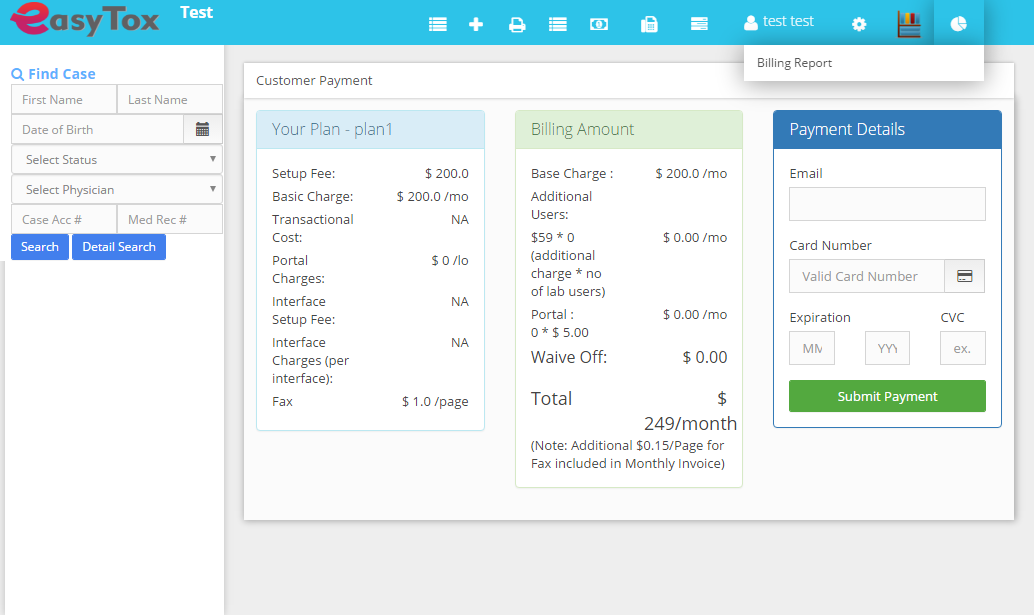 easyTox
Test
test test
Billing Report
Find Case
First Name
Last Name
Date of Birth
Select Status
Select Physician
Case Acc #
Med Rec #
Search
Detail Search
Customer Payment
Your Plan - plan1
Setup Fee: $ 200.0
Basic Charge: $ 200.0 /mo
Transactional NA
Cost:
Portal $ 0 /lo
Charges:
Interface NA
Setup Fee:
Interface NA
Charges (per
interface):
Fax $ 1.0 /page
Billing Amount
Base Charge : $ 200.0 /mo
Additional
Users:
$59 * 0 $ 0.00 /mo
(additional
charge * no
of lab users)
Portal : $ 0.00 /mo
0 * $ 5.00
Waive Off: $ 0.00
Total $
249/month
(Note: Additional $0.15/Page for
Fax included in Monthly Invoice)
Payment Details
Email
Card Number
Valid Card Number
Expiration CVC
MM YYY ex.
Submit Payment